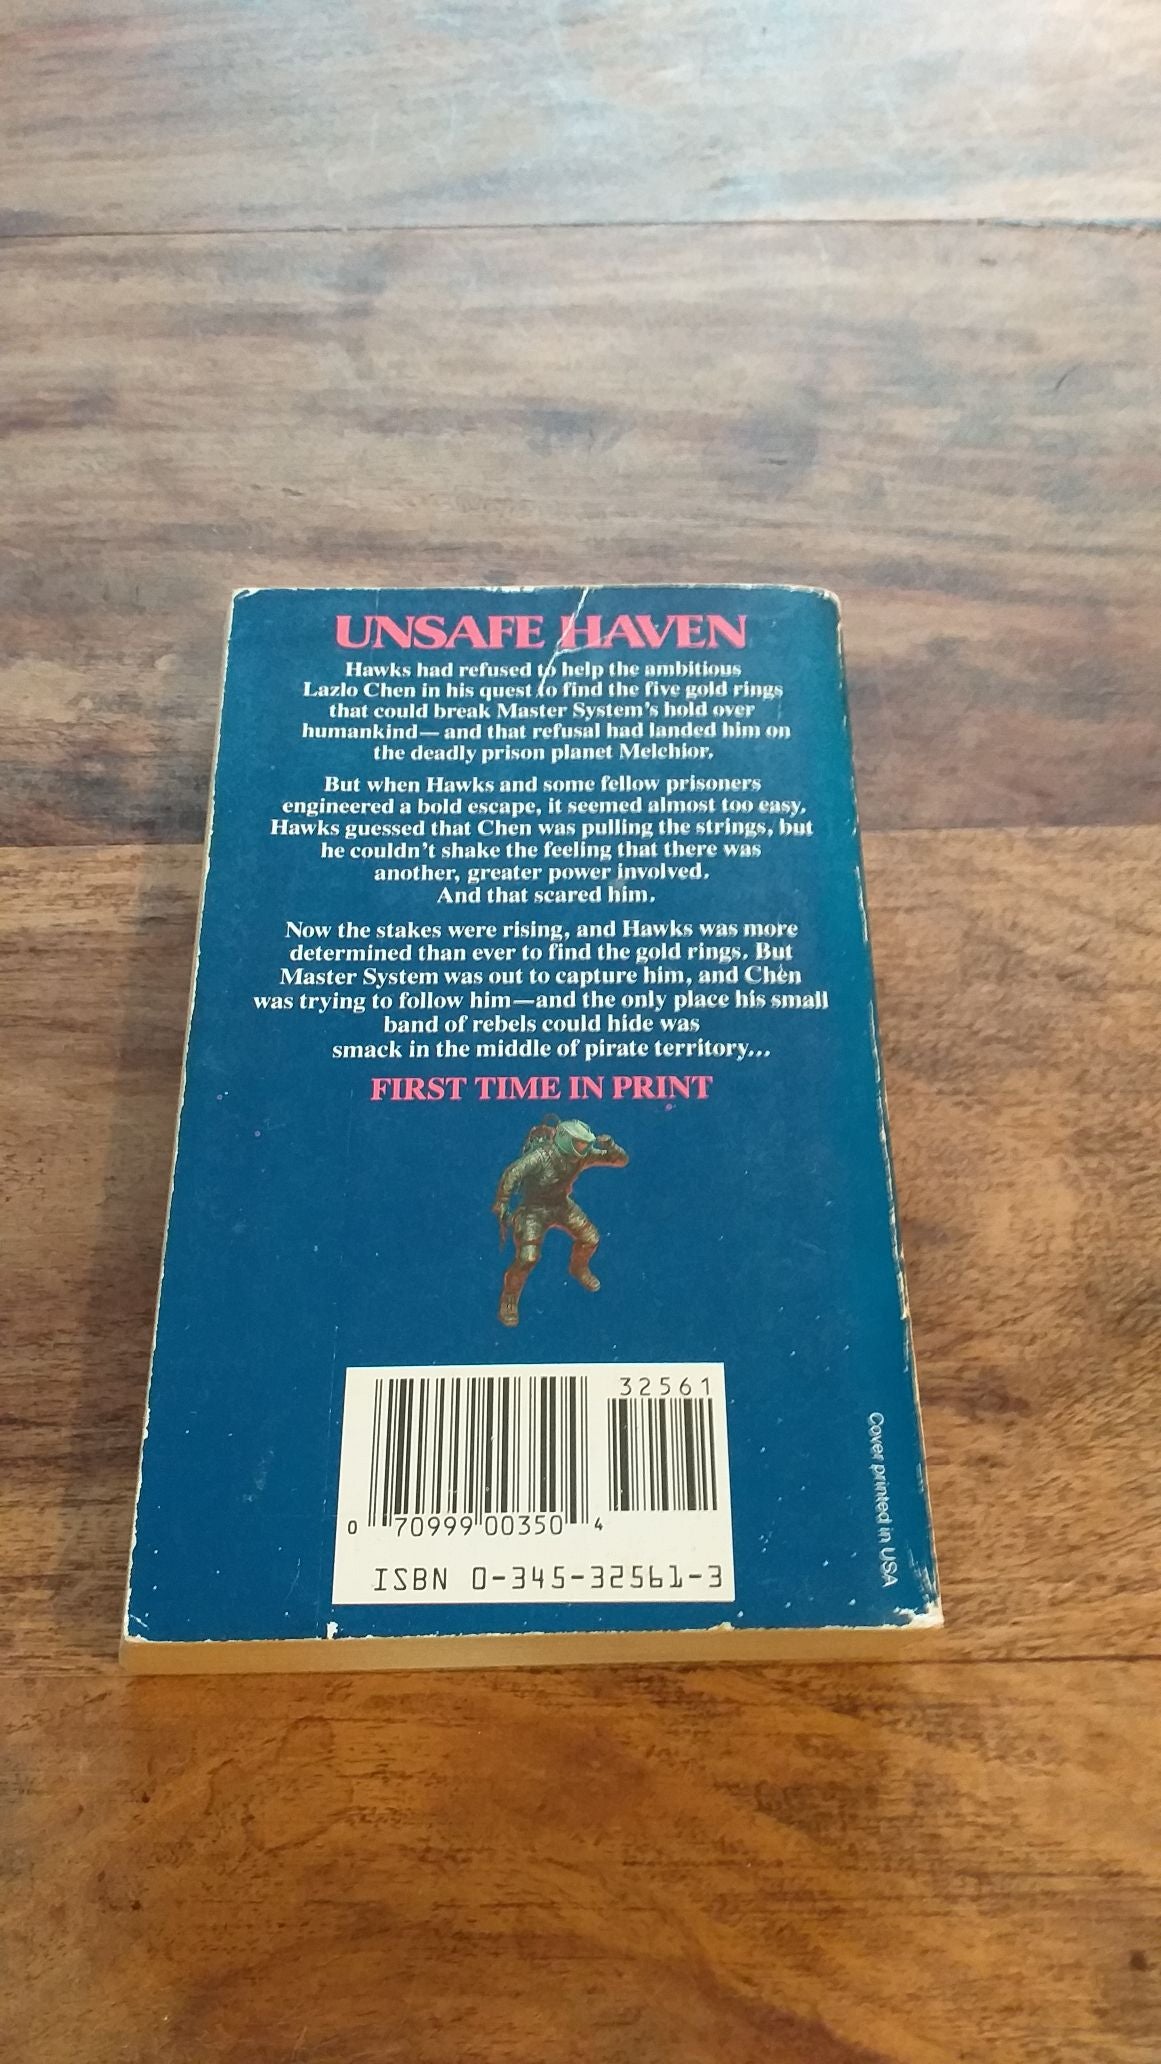 UNSAFE HAVEN
Hawks had refused to help the ambitious
Lazlo Chen in his quest to find the five gold rings
that could break Master System's hold over
humankind—and that refusal had landed him on
the deadly prison planet Melchior.
But when Hawks and some fellow prisoners
engineered a bold escape, it seemed almost too easy.
Hawks guessed that Chen was pulling the strings, but
he couldn't shake the feeling that there was
another, greater power involved.
And that scared him.
Now the stakes were rising, and Hawks was more
determined than ever to find the gold rings. But
Master System was out to capture him, and Chen
was trying to follow him—and the only place his small
band of rebels could hide was
smack in the middle of pirate territory...
FIRST TIME IN PRINT
32561
0 70999 00350 4
ISBN 0-345-32561-3
Cover printed in USA